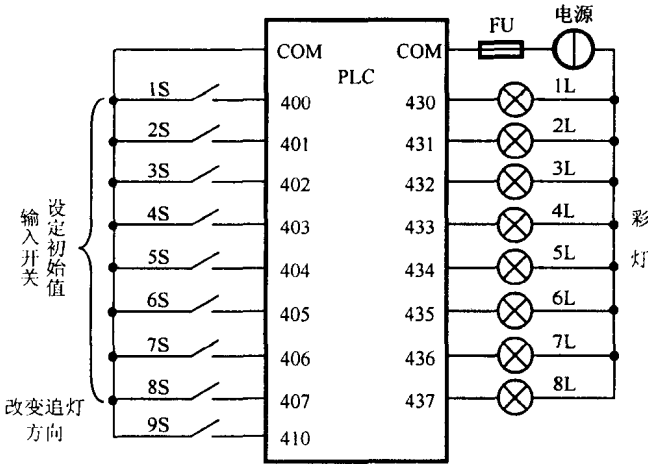 电源
FU
COM COM
PLC
1S 400 430 1L
2S 401 431 2L
3S 402 432 3L
4S 403 433 4L
5S 404 434 5L
6S 405 435 6L
7S 406 436 7L
8S 407 437 8L
9S 410
设定初始值
输入开关
改变追灯
方向
彩灯